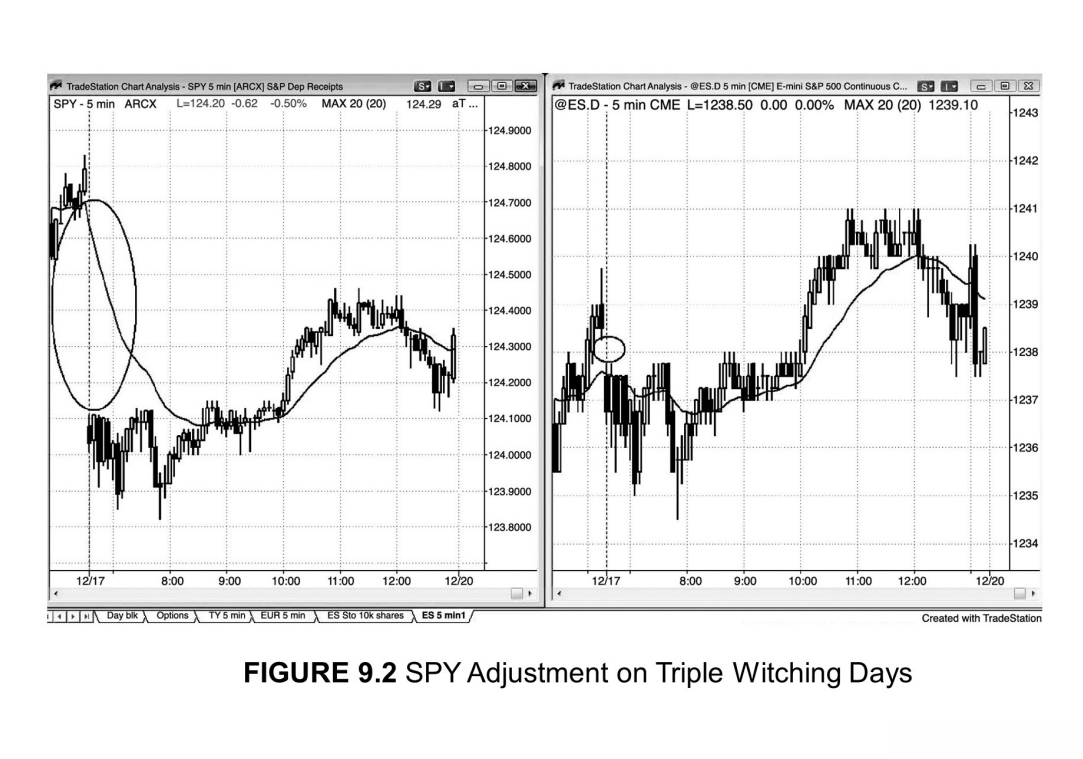 TradeStation Chart Analysis - SPY 5 min [ARCX] S&P Dep Receipts
SPY - 5 min ARCX L=124.20 -0.62 -0.50% MAX 20 (20) 124.29 aT ...
124.9000
124.8000
124.7000
124.6000
124.5000
124.4000
124.3000
124.2000
124.1000
124.0000
123.9000
123.8000
12/17 8:00 9:00 10:00 11:00 12:00 12/20
TradeStation Chart Analysis - @ES.D 5 min [CME] E-mini S&P 500 Continuous C...
@ES.D - 5 min CME L=1238.50 0.00 0.00% MAX 20 (20) 1239.10
1243
1242
1241
1240
1239
1238
1237
1236
1235
1234
12/17 8:00 9:00 10:00 11:00 12:00 12/20
Day blk Options TY 5 min EUR 5 min ES Sto 10k shares ES 5 min1
Created with TradeStation
FIGURE 9.2 SPY Adjustment on Triple Witching Days